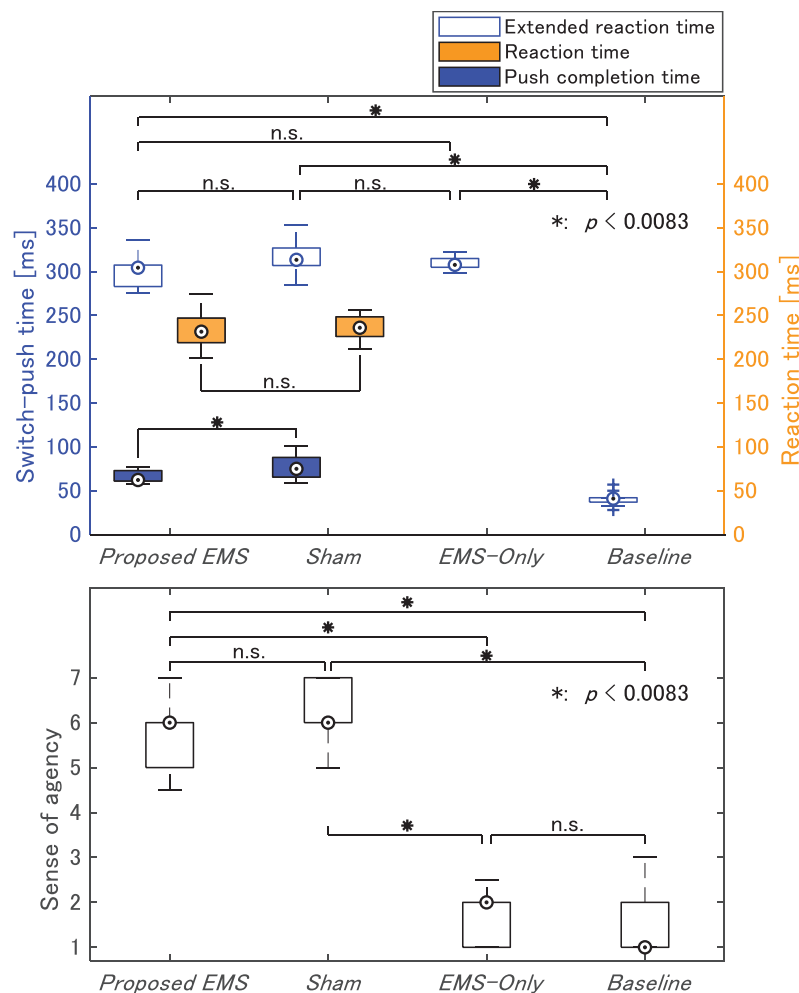 Extended reaction time
Reaction time
Push completion time
*
n.s.
*
n.s. n.s. *
*: p < 0.0083
400 400
350 350
300 300
250 250
200 200
150 150
100 100
50 50
0 0
n.s.
*
Switch-push time [ms]
Reaction time [ms]
Proposed EMS Sham EMS-Only Baseline
*
*
n.s. *
*: p < 0.0083
7
6
5
4
3
2
1
* n.s.
Sense of agency
Proposed EMS Sham EMS-Only Baseline